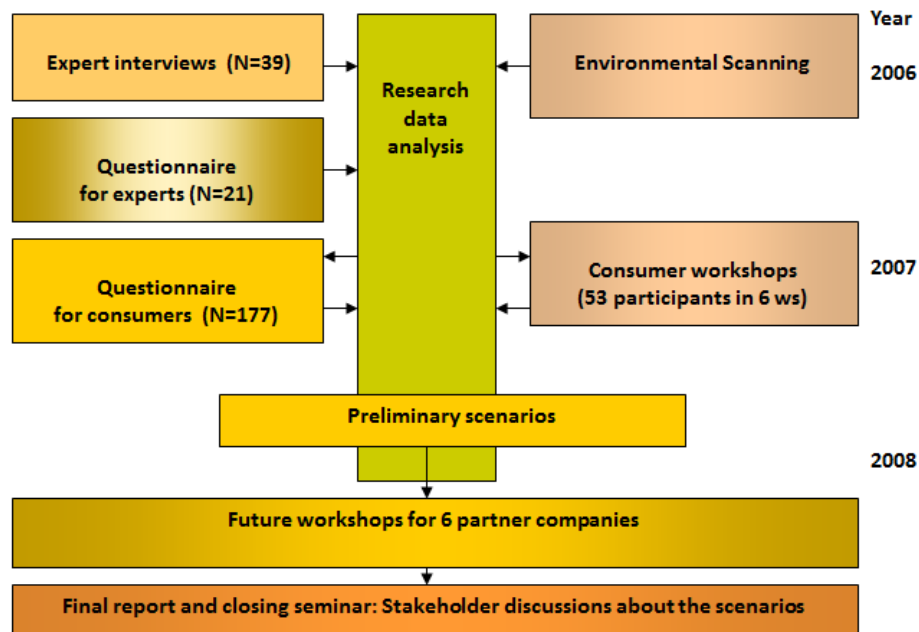 Year
Expert interviews (N=39)
Environmental Scanning
2006
Research
data
analysis
Questionnaire
for experts (N=21)
Questionnaire
for consumers (N=177)
Consumer workshops
(53 participants in 6 ws)
2007
Preliminary scenarios
2008
Future workshops for 6 partner companies
Final report and closing seminar: Stakeholder discussions about the scenarios